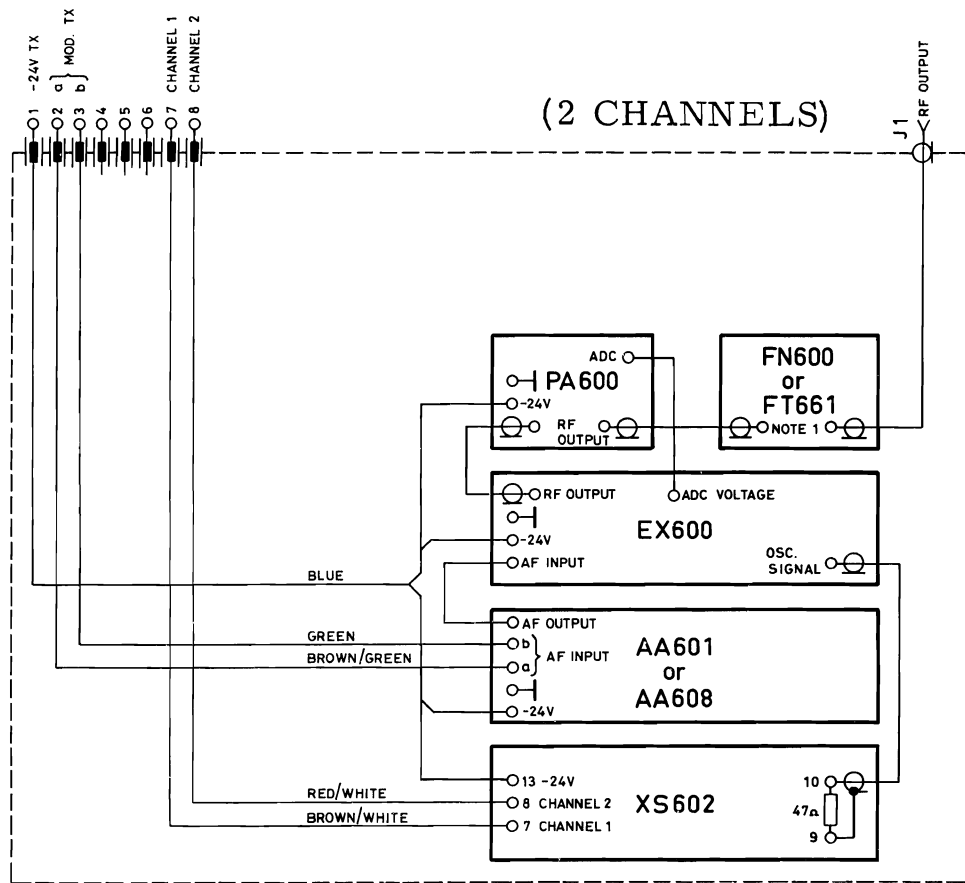 1 -24V TX
2 a } MOD. TX
3 b
4
5
6
7 CHANNEL 1
8 CHANNEL 2
(2 CHANNELS)
J1
RF OUTPUT
ADC
PA600
-24V
RF OUTPUT
FN600
or
FT661
NOTE 1
RF OUTPUT
ADC VOLTAGE
EX600
-24V
AF INPUT
OSC.
SIGNAL
BLUE
AF OUTPUT
GREEN
b
BROWN/GREEN
a
} AF INPUT
AA601
or
AA608
-24V
13 -24V
RED/WHITE
8 CHANNEL 2
BROWN/WHITE
7 CHANNEL 1
XS602
10
47Ω
9